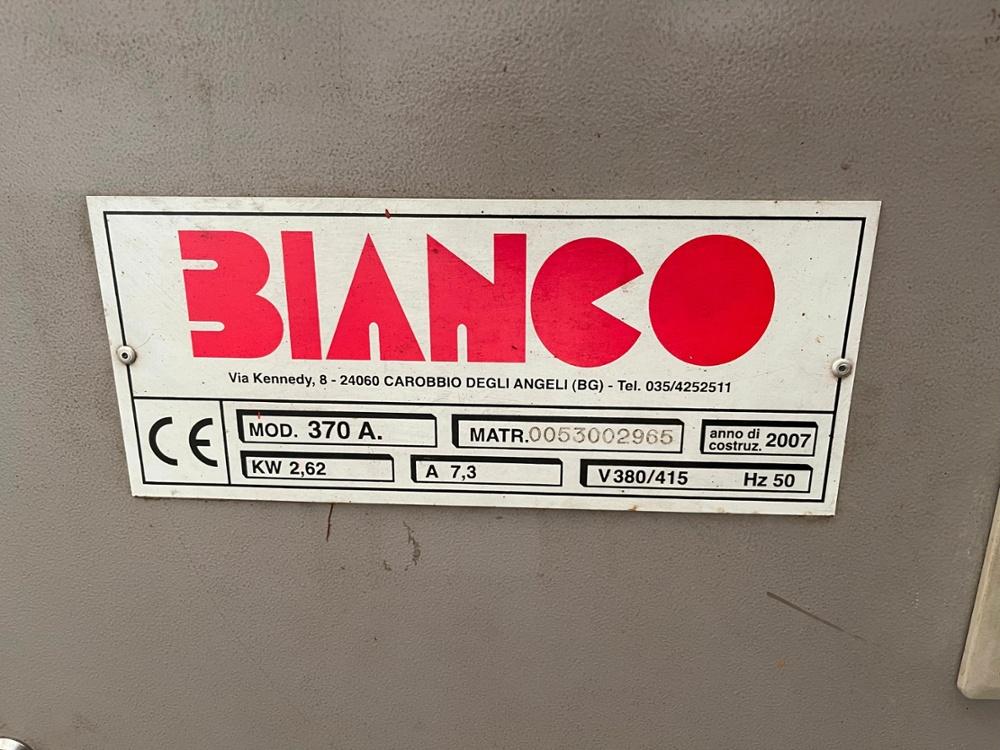 BIANCO
Via Kennedy, 8 - 24060 CAROBBIO DEGLI ANGELI (BG) - Tel. 035/4252511
CE
MOD. 370 A.
MATR.0053002965
anno di costruz. 2007
KW 2,62
A 7,3
V 380/415 Hz 50